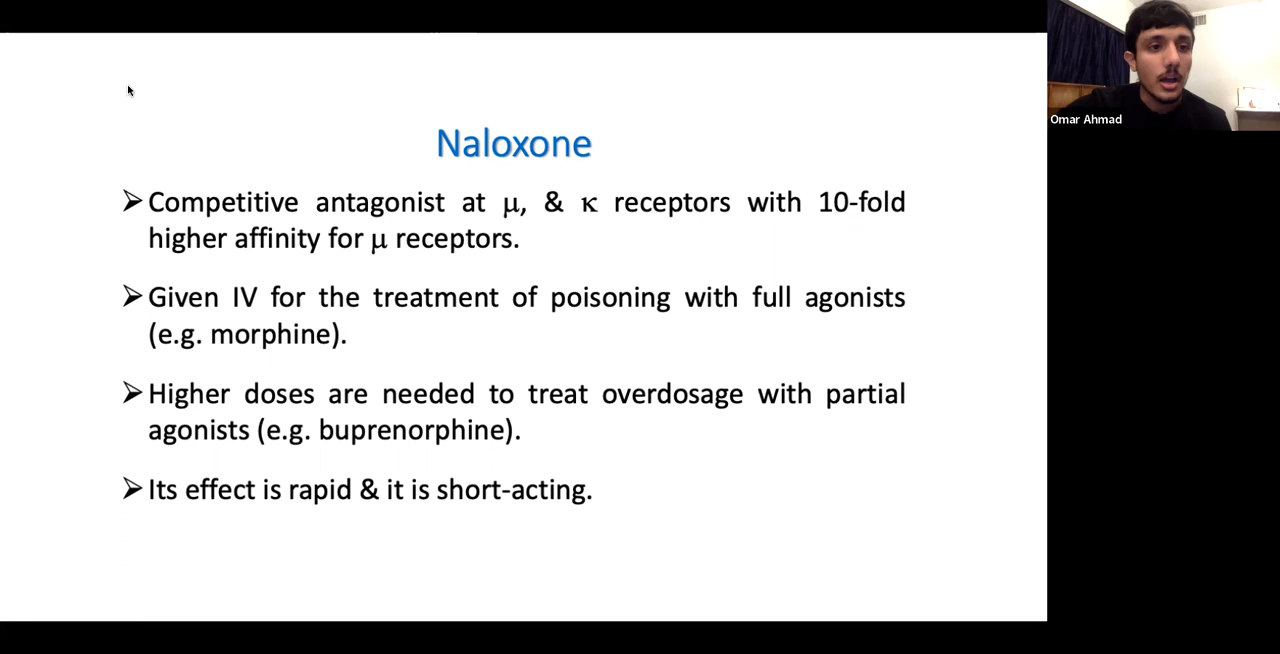 Naloxone
Competitive antagonist at μ, & κ receptors with 10-fold
higher affinity for μ receptors.
Given IV for the treatment of poisoning with full agonists
(e.g. morphine).
Higher doses are needed to treat overdosage with partial
agonists (e.g. buprenorphine).
Its effect is rapid & it is short-acting.
Omar Ahmad